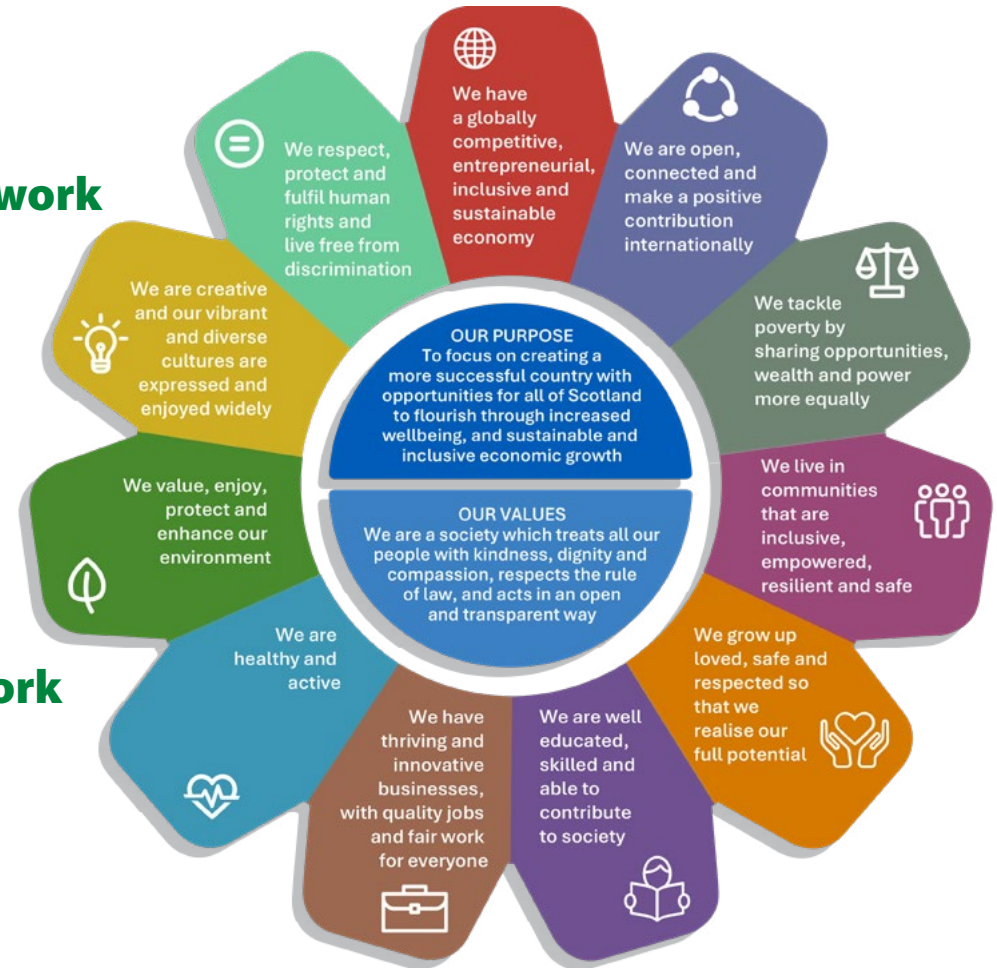 work
ork
We have
a globally
competitive,
entrepreneurial,
inclusive and
sustainable
economy
We are open,
connected and
make a positive
contribution
internationally
We tackle
poverty by
sharing opportunities,
wealth and power
more equally
We live in
communities
that are
inclusive,
empowered,
resilient and safe
We grow up
loved, safe and
respected so
that we
realise our
full potential
We are well
educated,
skilled and
able to
contribute
to society
We have
thriving and
innovative
businesses,
with quality jobs
and fair work
for everyone
We are
healthy and
active
We value, enjoy,
protect and
enhance our
environment
We are creative
and our vibrant
and diverse
cultures are
expressed and
enjoyed widely
We respect,
protect and
fulfil human
rights and
live free from
discrimination
OUR PURPOSE
To focus on creating a
more successful country with
opportunities for all of Scotland
to flourish through increased
wellbeing, and sustainable and
inclusive economic growth
OUR VALUES
We are a society which treats all our
people with kindness, dignity and
compassion, respects the rule
of law, and acts in an open
and transparent way